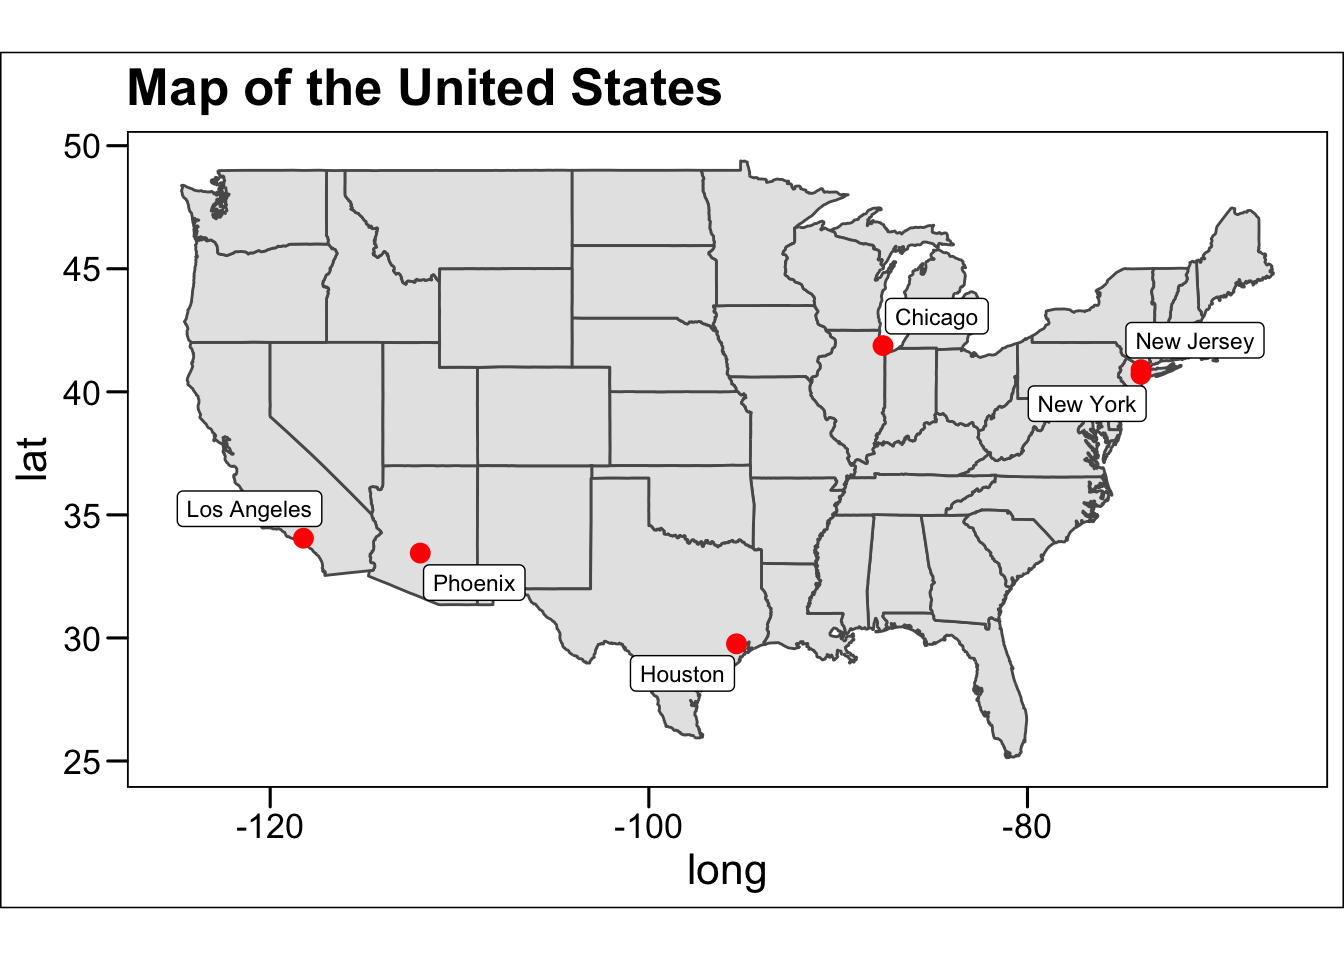 Map of the United States
50
45
40
35
30
25
lat
Chicago
New Jersey
New York
Los Angeles
Phoenix
Houston
-120
-100
-80
long